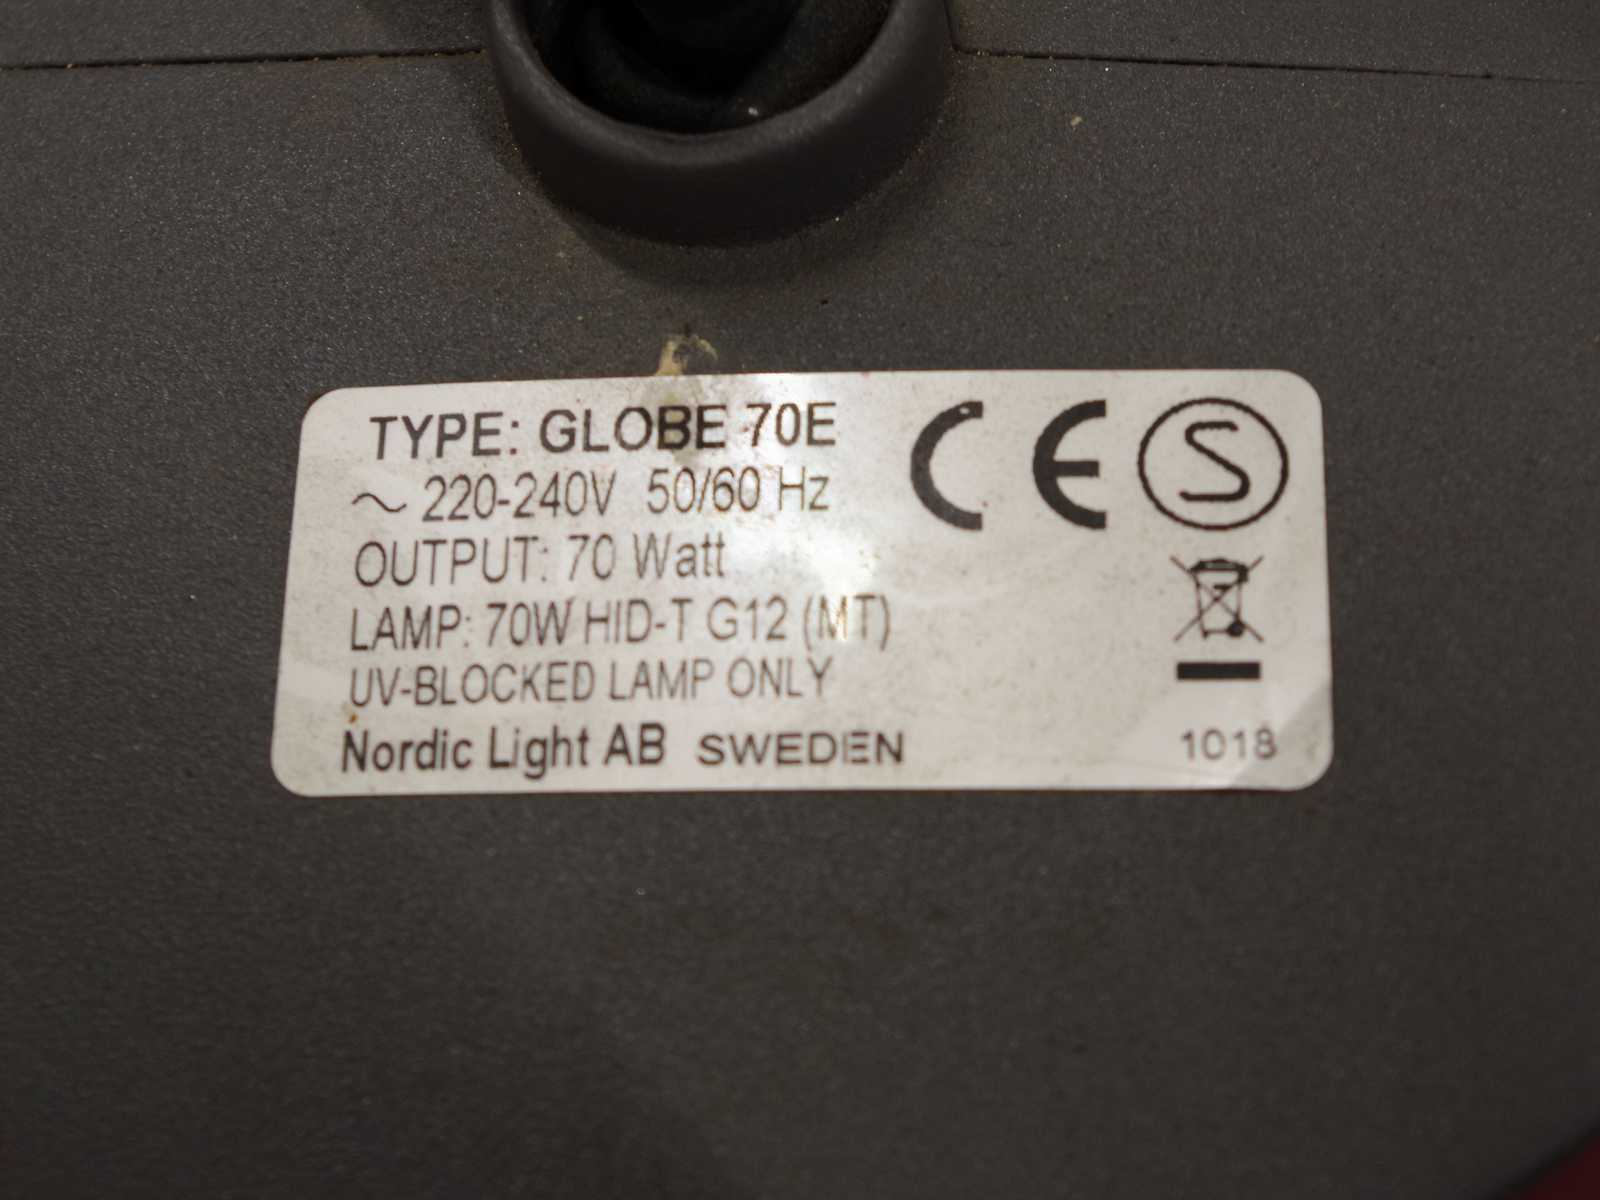 TYPE: GLOBE 70E
~ 220-240V 50/60 Hz
OUTPUT: 70 Watt
LAMP: 70W HID-T G12 (MT)
UV-BLOCKED LAMP ONLY
Nordic Light AB SWEDEN
CE S
1018